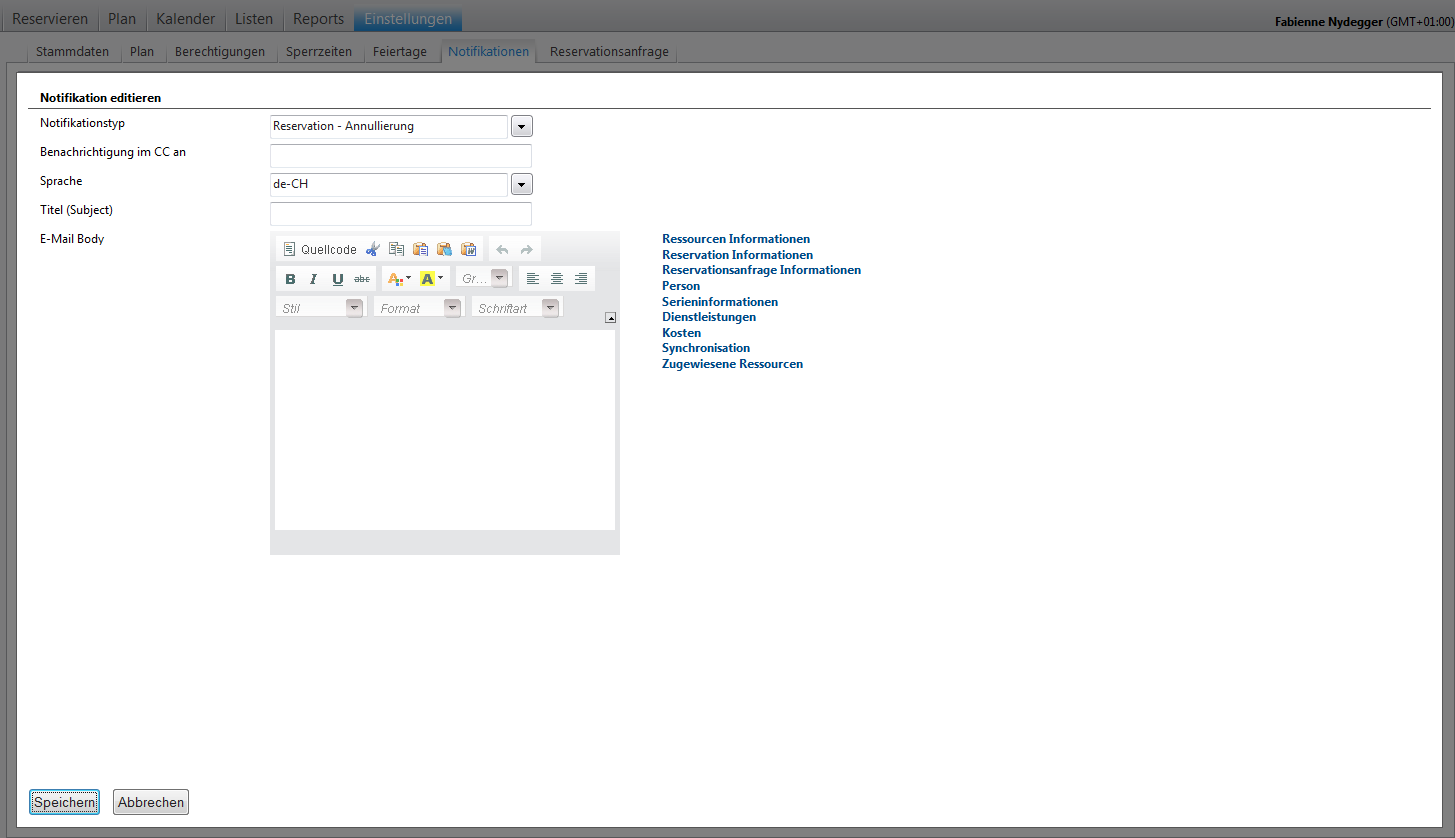 Reservieren Plan Kalender Listen Reports Einstellungen
Fabienne Nydegger (GMT+01:00)
Stammdaten Plan Berechtigungen Sperrzeiten Feiertage Notifikationen Reservationsanfrage
Notifikation editieren
Notifikationstyp Reservation - Annullierung
Benachrichtigung im CC an
Sprache de-CH
Titel (Subject)
E-Mail Body
Quellcode
B I U abc A A Gr...
Stil Format Schriftart
Ressourcen Informationen
Reservation Informationen
Reservationsanfrage Informationen
Person
Serieninformationen
Dienstleistungen
Kosten
Synchronisation
Zugewiesene Ressourcen
Speichern Abbrechen